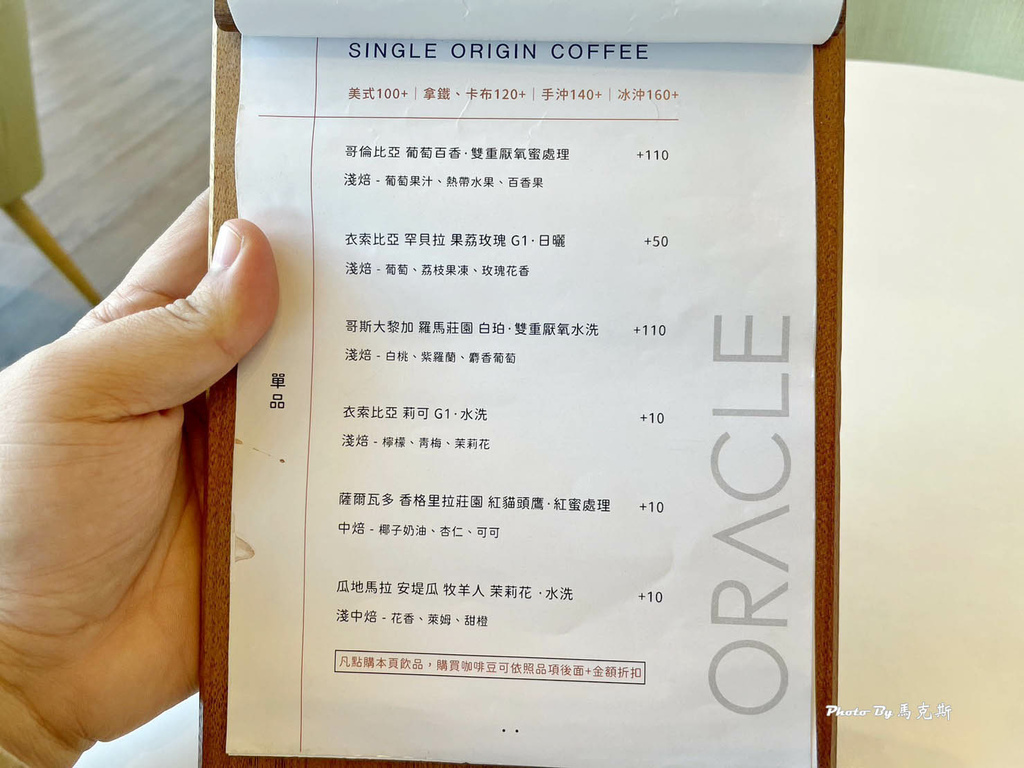 SINGLE ORIGIN COFFEE
美式100+｜拿鐵、卡布120+｜手沖140+｜冰沖160+
哥倫比亞 葡萄百香·雙重厭氧蜜處理 +110
淺焙 - 葡萄果汁、熱帶水果、百香果
衣索比亞 罕貝拉 果荔玫瑰 G1·日曬 +50
淺焙 - 葡萄、荔枝果凍、玫瑰花香
哥斯大黎加 羅馬莊園 白珀·雙重厭氧水洗 +110
淺焙 - 白桃、紫羅蘭、麝香葡萄
單品
衣索比亞 莉可 G1·水洗 +10
淺焙 - 檸檬、青梅、茉莉花
薩爾瓦多 香格里拉莊園 紅貓頭鷹·紅蜜處理 +10
中焙 - 椰子奶油、杏仁、可可
瓜地馬拉 安堤瓜 牧羊人 茉莉花 ·水洗 +10
淺中焙 - 花香、萊姆、甜橙
凡點購本頁飲品，購買咖啡豆可依照品項後面+金額折扣
ORACLE
Photo By 馬克斯